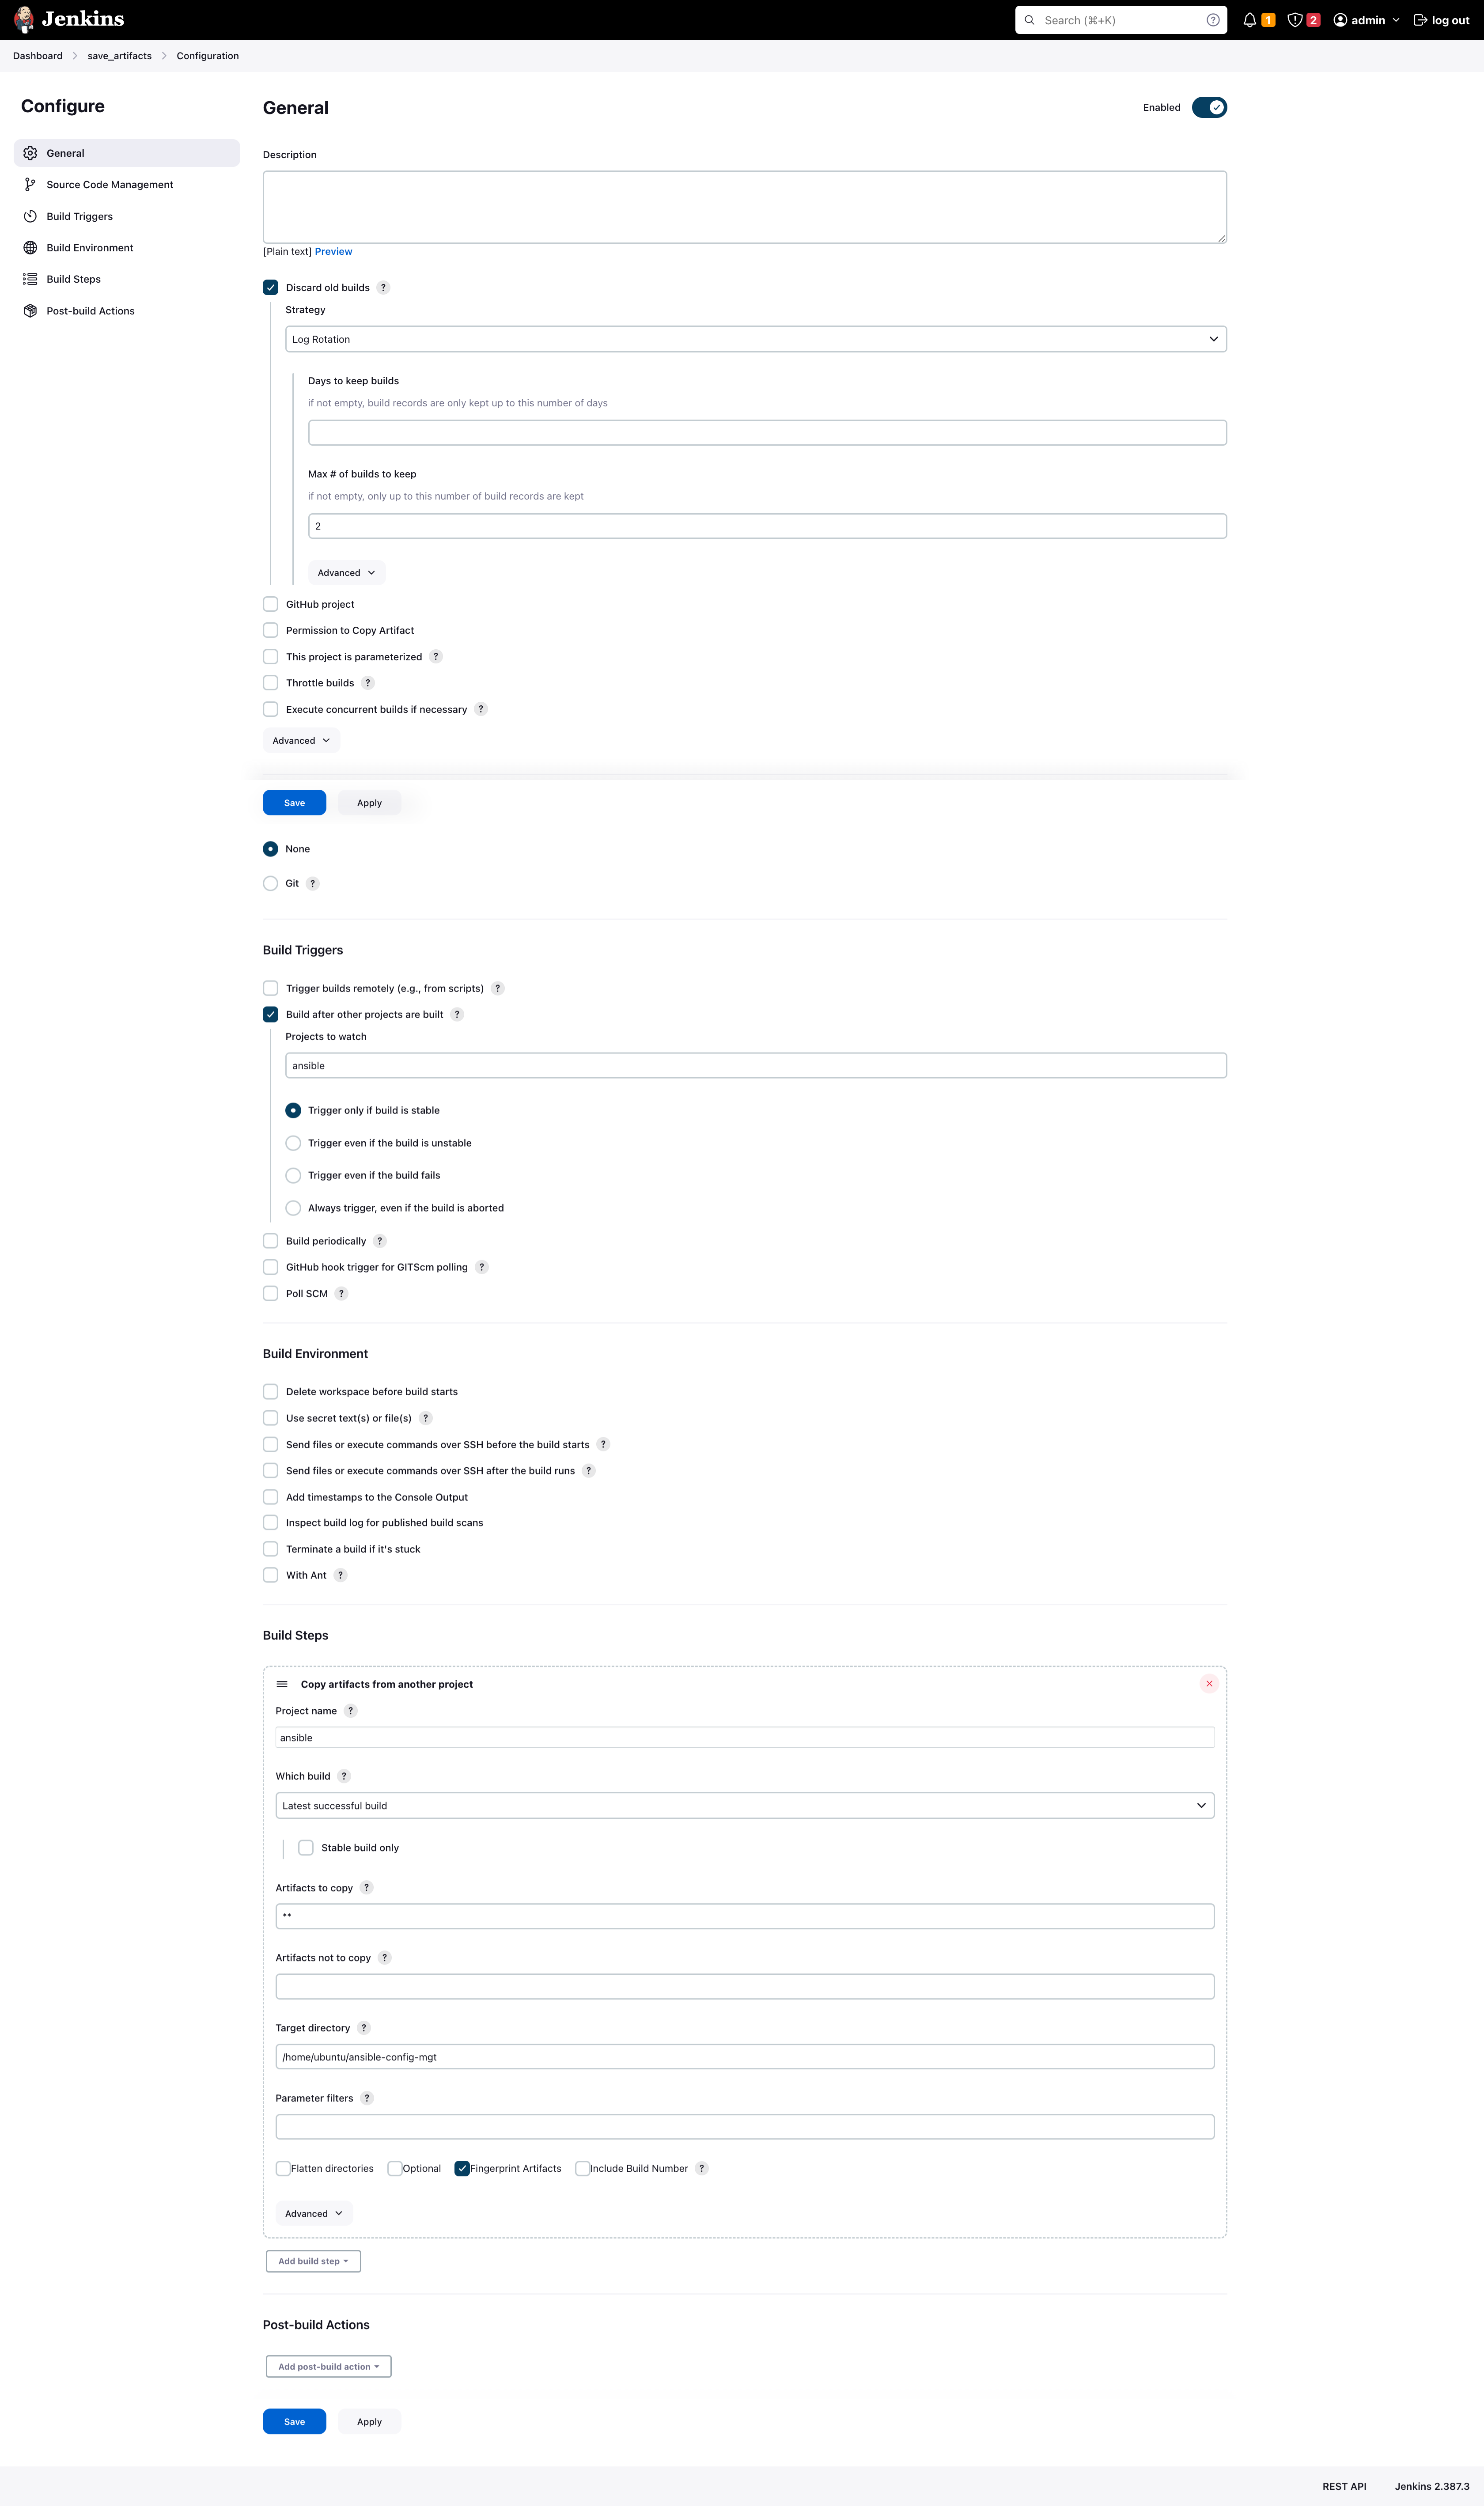 Jenkins
Search (⌘+K)
?
1
2
admin
log out
Dashboard
save_artifacts
Configuration
Configure
General
Source Code Management
Build Triggers
Build Environment
Build Steps
Post-build Actions
General
Enabled
Description
[Plain text] Preview
Discard old builds ?
Strategy
Log Rotation
Days to keep builds
if not empty, build records are only kept up to this number of days
Max # of builds to keep
if not empty, only up to this number of build records are kept
2
Advanced
GitHub project
Permission to Copy Artifact
This project is parameterized ?
Throttle builds ?
Execute concurrent builds if necessary ?
Advanced
Save Apply
None
Git ?
Build Triggers
Trigger builds remotely (e.g., from scripts) ?
Build after other projects are built ?
Projects to watch
ansible
Trigger only if build is stable
Trigger even if the build is unstable
Trigger even if the build fails
Always trigger, even if the build is aborted
Build periodically ?
GitHub hook trigger for GITScm polling ?
Poll SCM ?
Build Environment
Delete workspace before build starts
Use secret text(s) or file(s) ?
Send files or execute commands over SSH before the build starts ?
Send files or execute commands over SSH after the build runs ?
Add timestamps to the Console Output
Inspect build log for published build scans
Terminate a build if it's stuck
With Ant ?
Build Steps
Copy artifacts from another project
Project name ?
ansible
Which build ?
Latest successful build
Stable build only
Artifacts to copy ?
**
Artifacts not to copy ?
Target directory ?
/home/ubuntu/ansible-config-mgt
Parameter filters ?
Flatten directories Optional Fingerprint Artifacts Include Build Number ?
Advanced
Add build step
Post-build Actions
Add post-build action
Save Apply
REST API Jenkins 2.387.3